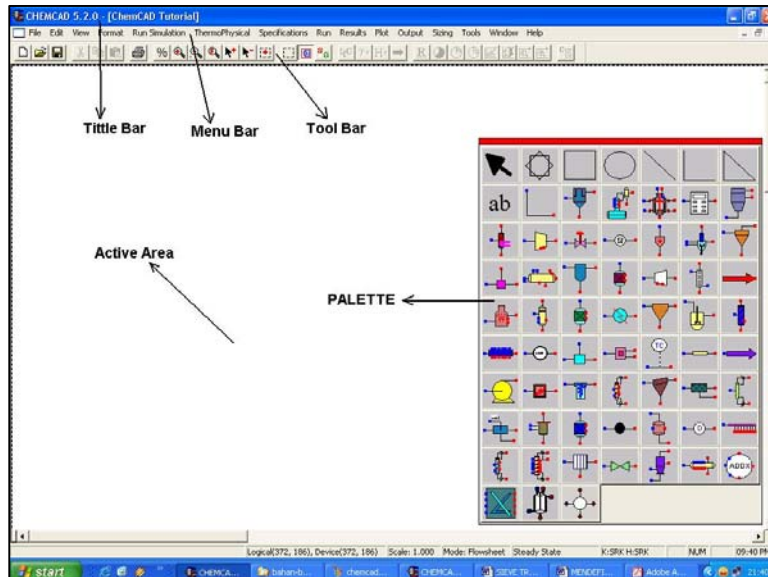 CHEMCAD 5.2.0 - [ChemCAD Tutorial]
File Edit View Format Run Simulation ThermoPhysical Specifications Run Results Plot Output Sizing Tools Window Help
Tittle Bar
Menu Bar
Tool Bar
ab
Active Area
PALETTE
TC
ADDX
Logical(372, 186), Device(372, 186) Scale: 1.000 Mode: Flowsheet Steady State K:SRK H:SRK NUM 09:40 PM
start CHEMCA... bahan-b... chemcad... CHEMCA... SIEVE TR... MENDEFI... Adobe A... 21:40